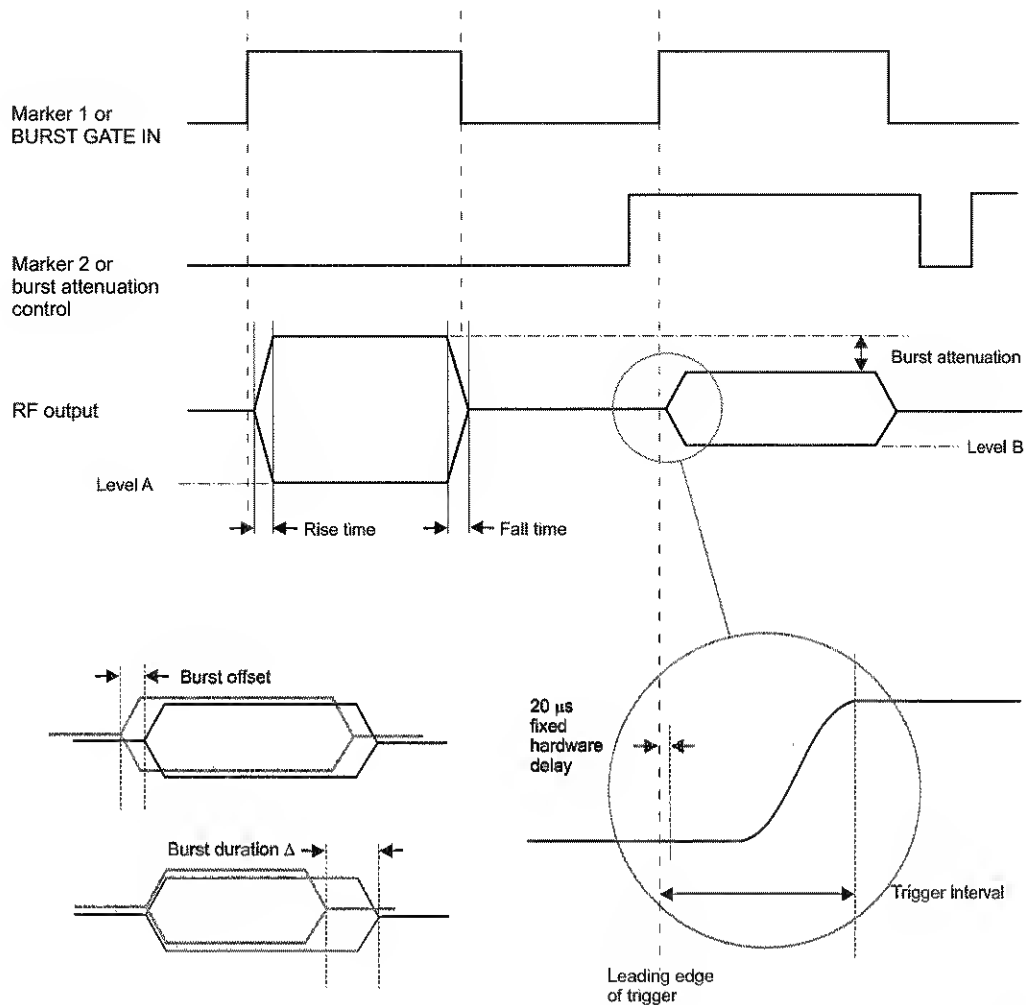 Marker 1 or
BURST GATE IN
Marker 2 or
burst attenuation
control
Burst attenuation
RF output
Level B
Level A
Rise time
Fall time
Burst offset
20 μs
fixed
hardware
delay
Burst duration Δ
Trigger Interval
Leading edge
of trigger